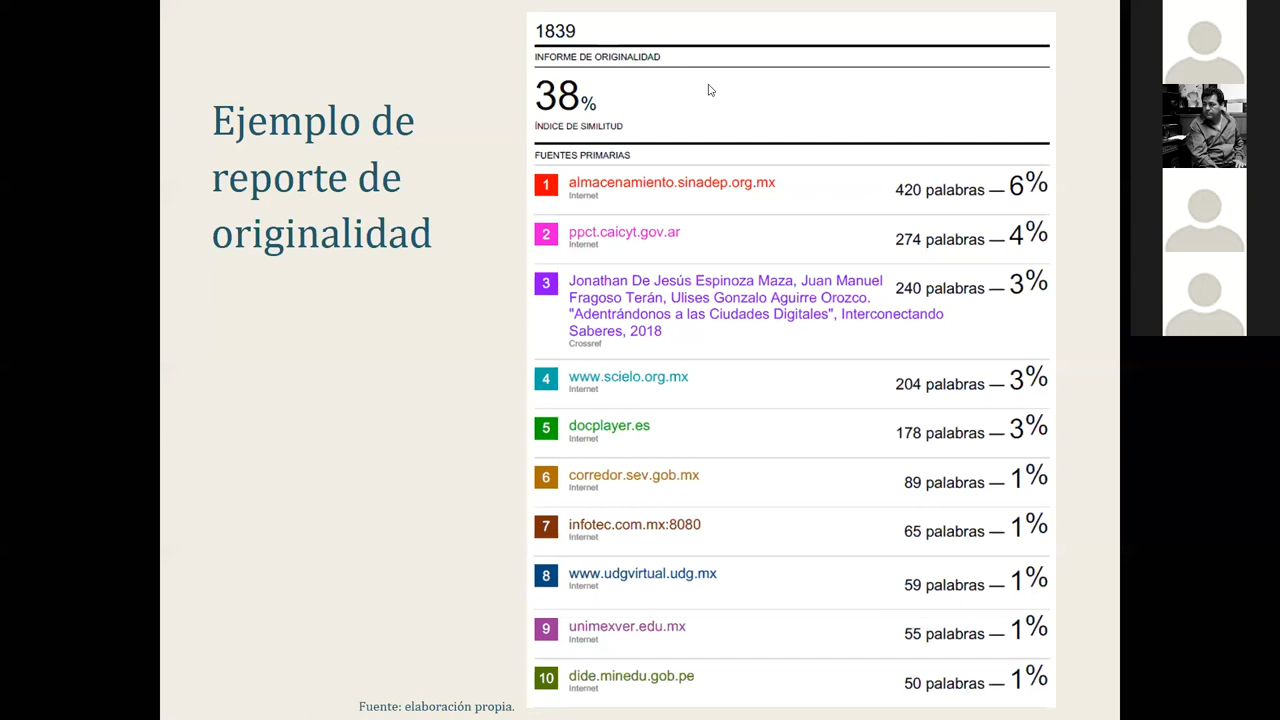 Ejemplo de
reporte de
originalidad
1839
INFORME DE ORIGINALIDAD
38%
ÍNDICE DE SIMILITUD
FUENTES PRIMARIAS
1 almacenamiento.sinadep.org.mx 420 palabras — 6%
Internet
2 ppct.caicyt.gov.ar 274 palabras — 4%
Internet
3 Jonathan De Jesús Espinoza Maza, Juan Manuel 240 palabras — 3%
Fragoso Terán, Ulises Gonzalo Aguirre Orozco.
"Adentrándonos a las Ciudades Digitales", Interconectando
Saberes, 2018
Crossref
4 www.scielo.org.mx 204 palabras — 3%
Internet
5 docplayer.es 178 palabras — 3%
Internet
6 corredor.sev.gob.mx 89 palabras — 1%
Internet
7 infotec.com.mx:8080 65 palabras — 1%
Internet
8 www.udgvirtual.udg.mx 59 palabras — 1%
Internet
9 unimexver.edu.mx 55 palabras — 1%
Internet
10 dide.minedu.gob.pe 50 palabras — 1%
Internet
Fuente: elaboración propia.